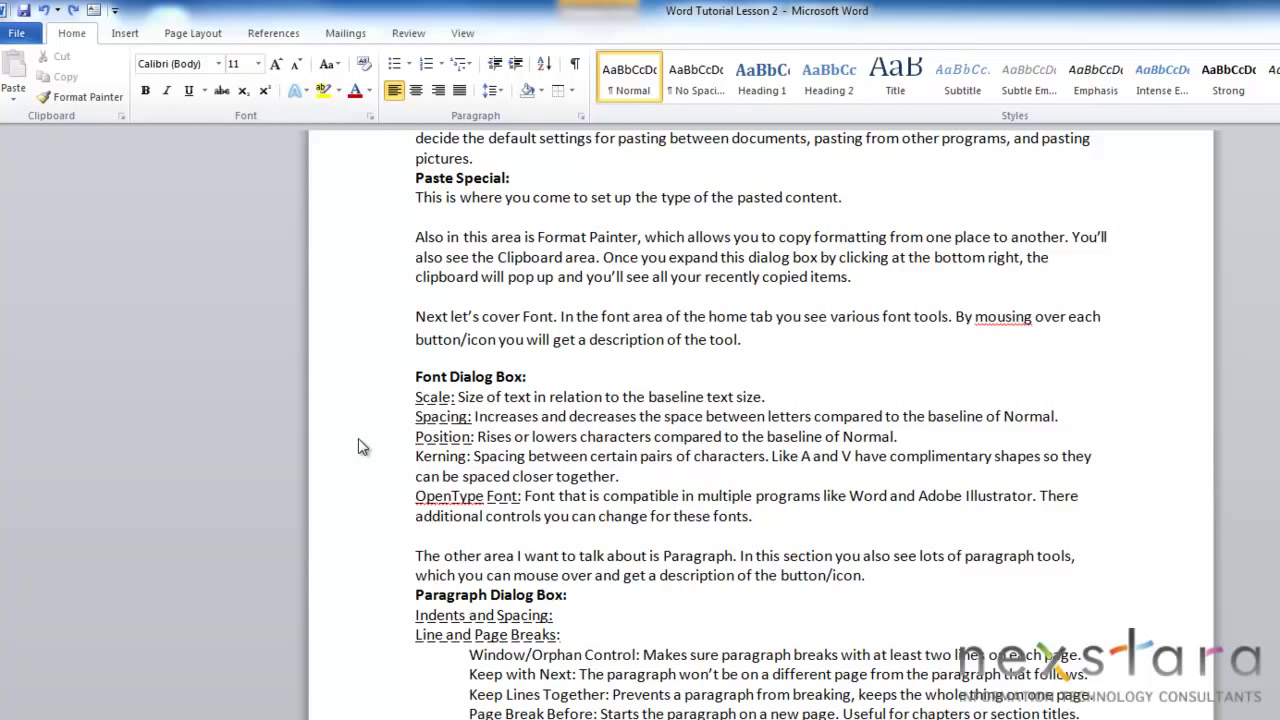 Word Tutorial Lesson 2 - Microsoft Word
File Home Insert Page Layout References Mailings Review View
Cut
Copy
Paste
Format Painter
Clipboard
Calibri (Body) 11
Font
Paragraph
AaBbCcDc AaBbCcDc AaBbC AaBbCc AaB AaBbCc. AaBbCcDc AaBbCcDc AaBbCcDc AaBbCcDc
¶ Normal ¶ No Spaci... Heading 1 Heading 2 Title Subtitle Subtle Em... Emphasis Intense E... Strong
Styles
decide the default settings for pasting between documents, pasting from other programs, and pasting
pictures.
Paste Special:
This is where you come to set up the type of the pasted content.
Also in this area is Format Painter, which allows you to copy formatting from one place to another. You’ll
also see the Clipboard area. Once you expand this dialog box by clicking at the bottom right, the
clipboard will pop up and you’ll see all your recently copied items.
Next let’s cover Font. In the font area of the home tab you see various font tools. By mousing over each
button/icon you will get a description of the tool.
Font Dialog Box:
Scale: Size of text in relation to the baseline text size.
Spacing: Increases and decreases the space between letters compared to the baseline of Normal.
Position: Rises or lowers characters compared to the baseline of Normal.
Kerning: Spacing between certain pairs of characters. Like A and V have complimentary shapes so they
can be spaced closer together.
OpenType Font: Font that is compatible in multiple programs like Word and Adobe Illustrator. There
additional controls you can change for these fonts.
The other area I want to talk about is Paragraph. In this section you also see lots of paragraph tools,
which you can mouse over and get a description of the button/icon.
Paragraph Dialog Box:
Indents and Spacing:
Line and Page Breaks:
Window/Orphan Control: Makes sure paragraph breaks with at least two lines on each page.
Keep with Next: The paragraph won’t be on a different page from the paragraph that follows.
Keep Lines Together: Prevents a paragraph from breaking, keeps the whole thing on one page.
Page Break Before: Starts the paragraph on a new page. Useful for chapters or section titles.
nexstara
INFORMATION TECHNOLOGY CONSULTANTS